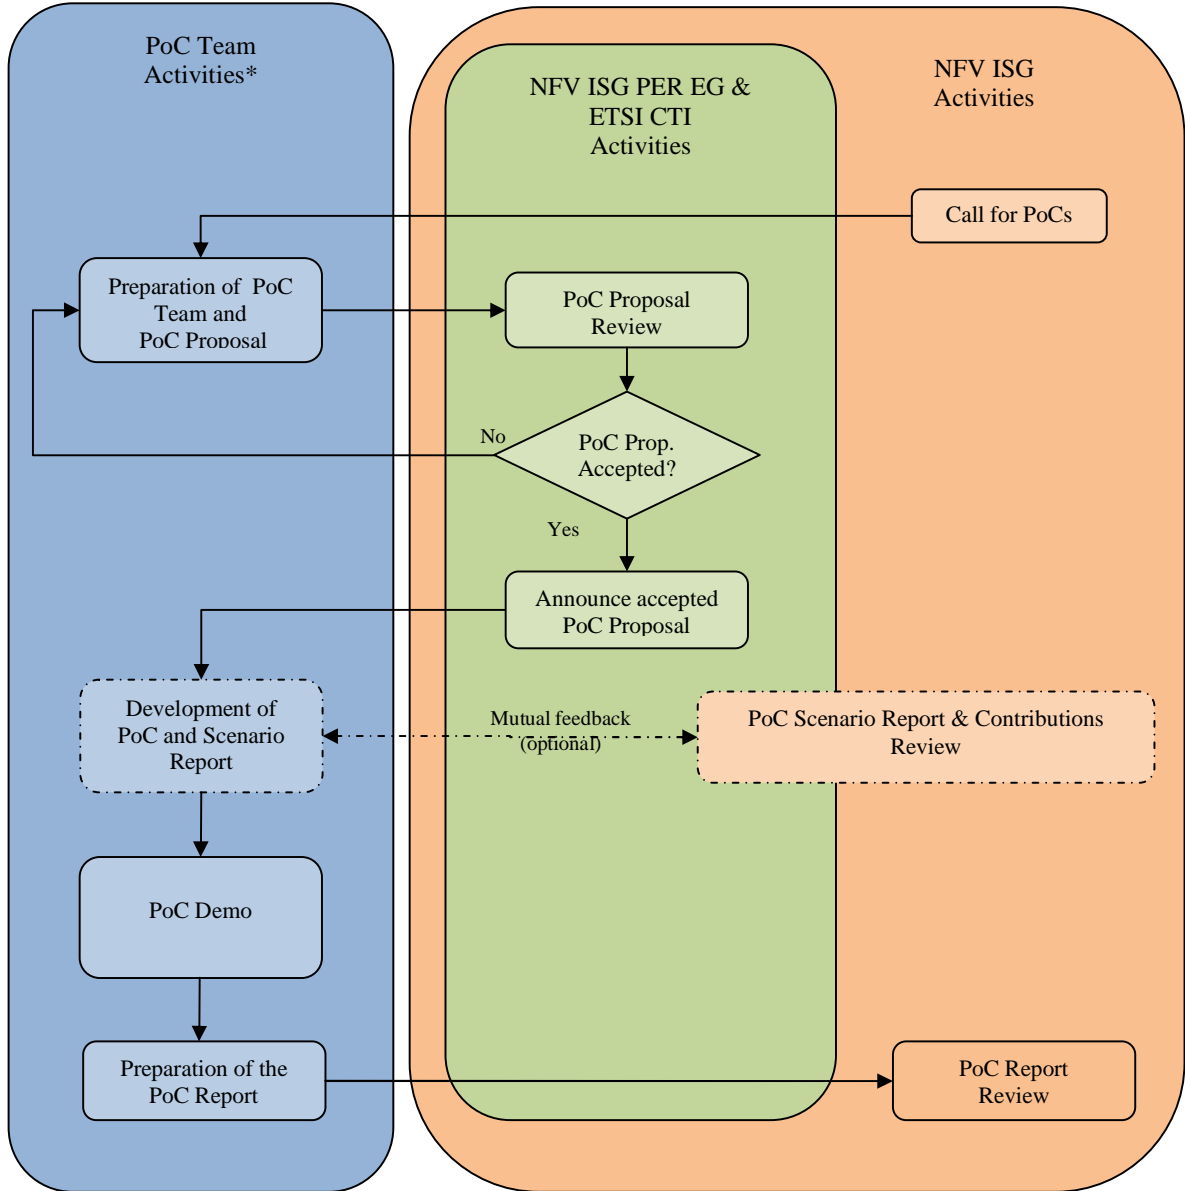 PoC Team
Activities*
NFV ISG PER EG &
ETSI CTI
Activities
NFV ISG
Activities
Call for PoCs
Preparation of PoC
Team and
PoC Proposal
PoC Proposal
Review
No
PoC Prop.
Accepted?
Yes
Announce accepted
PoC Proposal
Development of
PoC and Scenario
Report
Mutual feedback
(optional)
PoC Scenario Report & Contributions
Review
PoC Demo
Preparation of the
PoC Report
PoC Report
Review